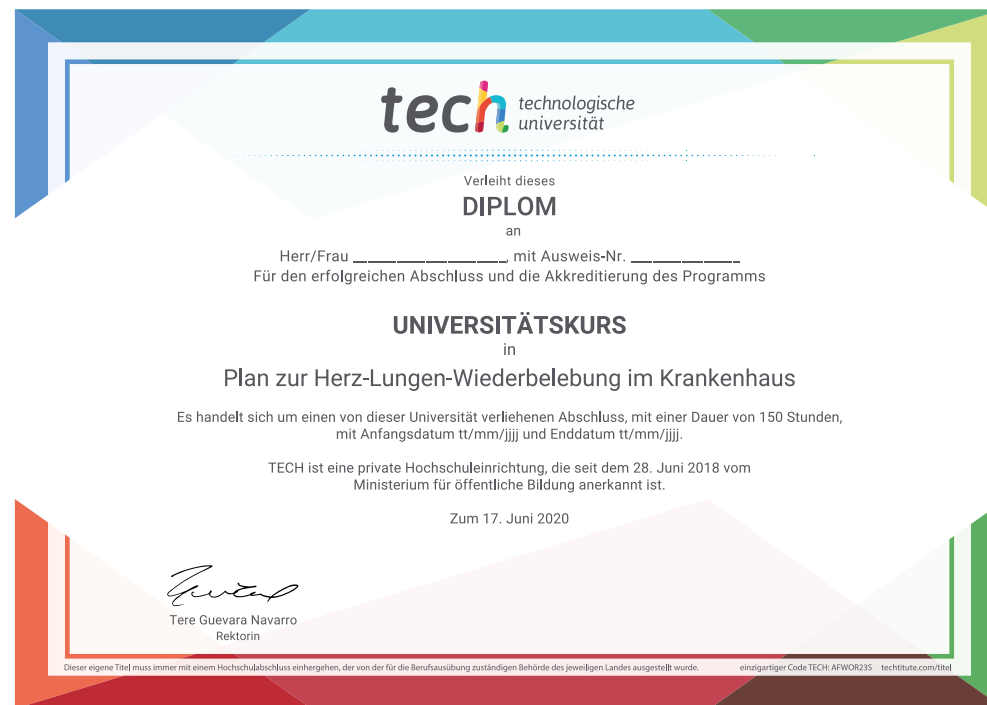 tech technologische
universität
Verleiht dieses
DIPLOM
an
Herr/Frau ____________________, mit Ausweis-Nr. ______________
Für den erfolgreichen Abschluss und die Akkreditierung des Programms
UNIVERSITÄTSKURS
in
Plan zur Herz-Lungen-Wiederbelebung im Krankenhaus
Es handelt sich um einen von dieser Universität verliehenen Abschluss, mit einer Dauer von 150 Stunden,
mit Anfangsdatum tt/mm/jjjj und Enddatum tt/mm/jjjj.
TECH ist eine private Hochschuleinrichtung, die seit dem 28. Juni 2018 vom
Ministerium für öffentliche Bildung anerkannt ist.
Zum 17. Juni 2020
Tere Guevara Navarro
Rektorin
Dieser eigene Titel muss immer mit einem Hochschulabschluss einhergehen, der von der für die Berufsausübung zuständigen Behörde des jeweiligen Landes ausgestellt wurde. einzigartiger Code TECH: AFWOR23S techtitute.com/titel